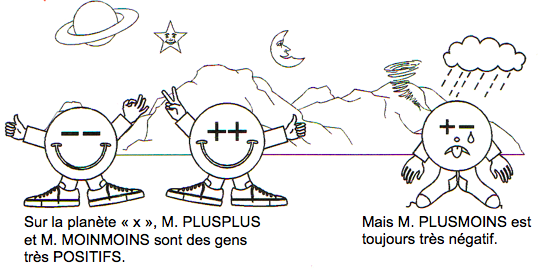 − −
+ +
+ −
Sur la planète « x », M. PLUSPLUS
et M. MOINMOINS sont des gens
très POSITIFS.
Mais M. PLUSMOINS est
toujours très négatif.